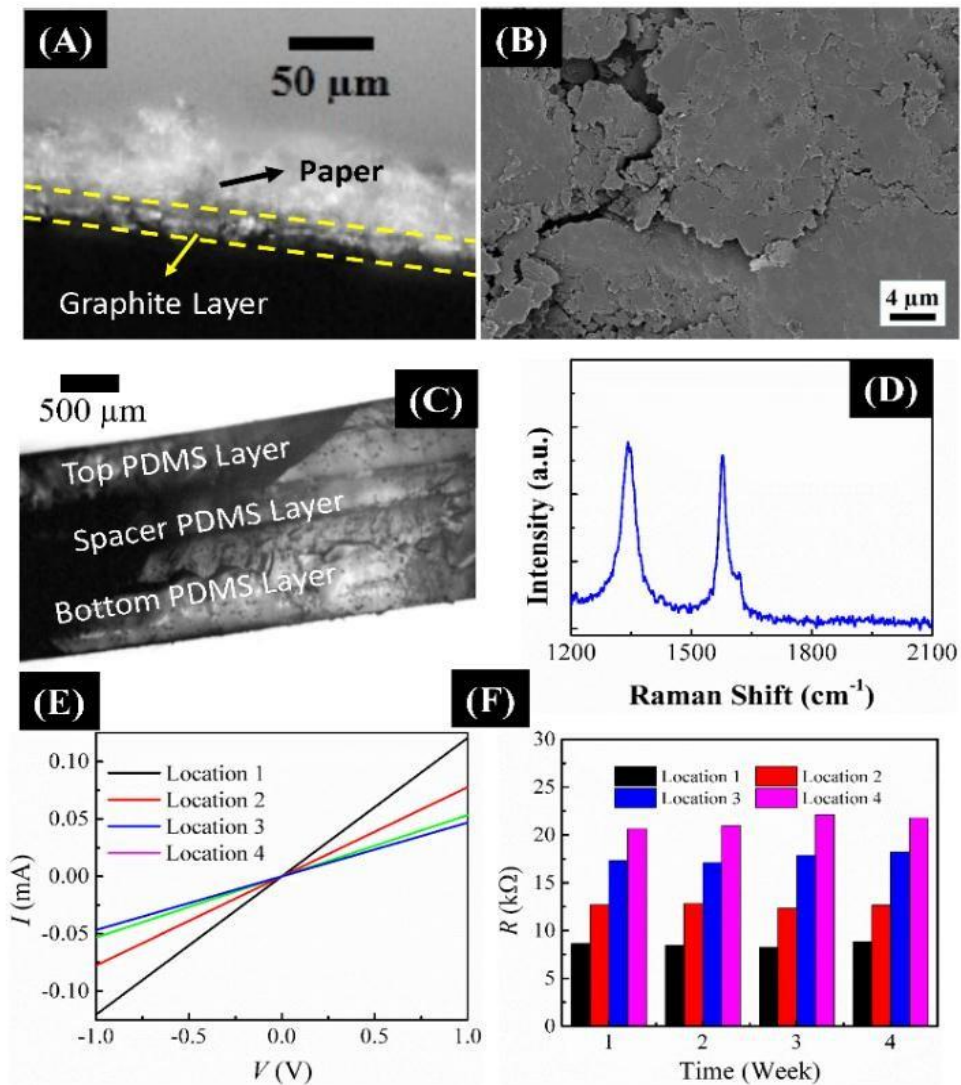 (A)
50 μm
Paper
Graphite Layer
(B)
4 μm
500 μm
(C)
Top PDMS Layer
Spacer PDMS Layer
Bottom PDMS Layer
(D)
Intensity (a.u.)
1200 1500 1800 2100
Raman Shift (cm⁻¹)
(E)
I (mA)
0.10
0.05
0.00
-0.05
-0.10
Location 1
Location 2
Location 3
Location 4
-1.0 -0.5 0.0 0.5 1.0
V (V)
(F)
R (kΩ)
30
25
20
15
10
5
0
Location 1 Location 2
Location 3 Location 4
1 2 3 4
Time (Week)